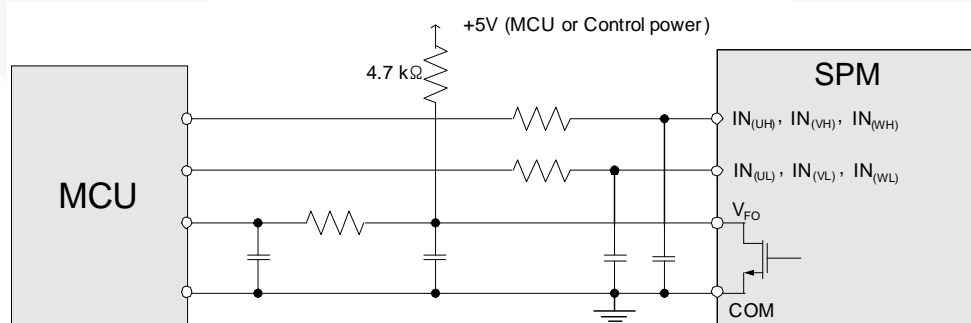 +5V (MCU or Control power)
4.7 kΩ
SPM
IN(UH), IN(VH), IN(WH)
IN(UL), IN(VL), IN(WL)
MCU
VFO
COM